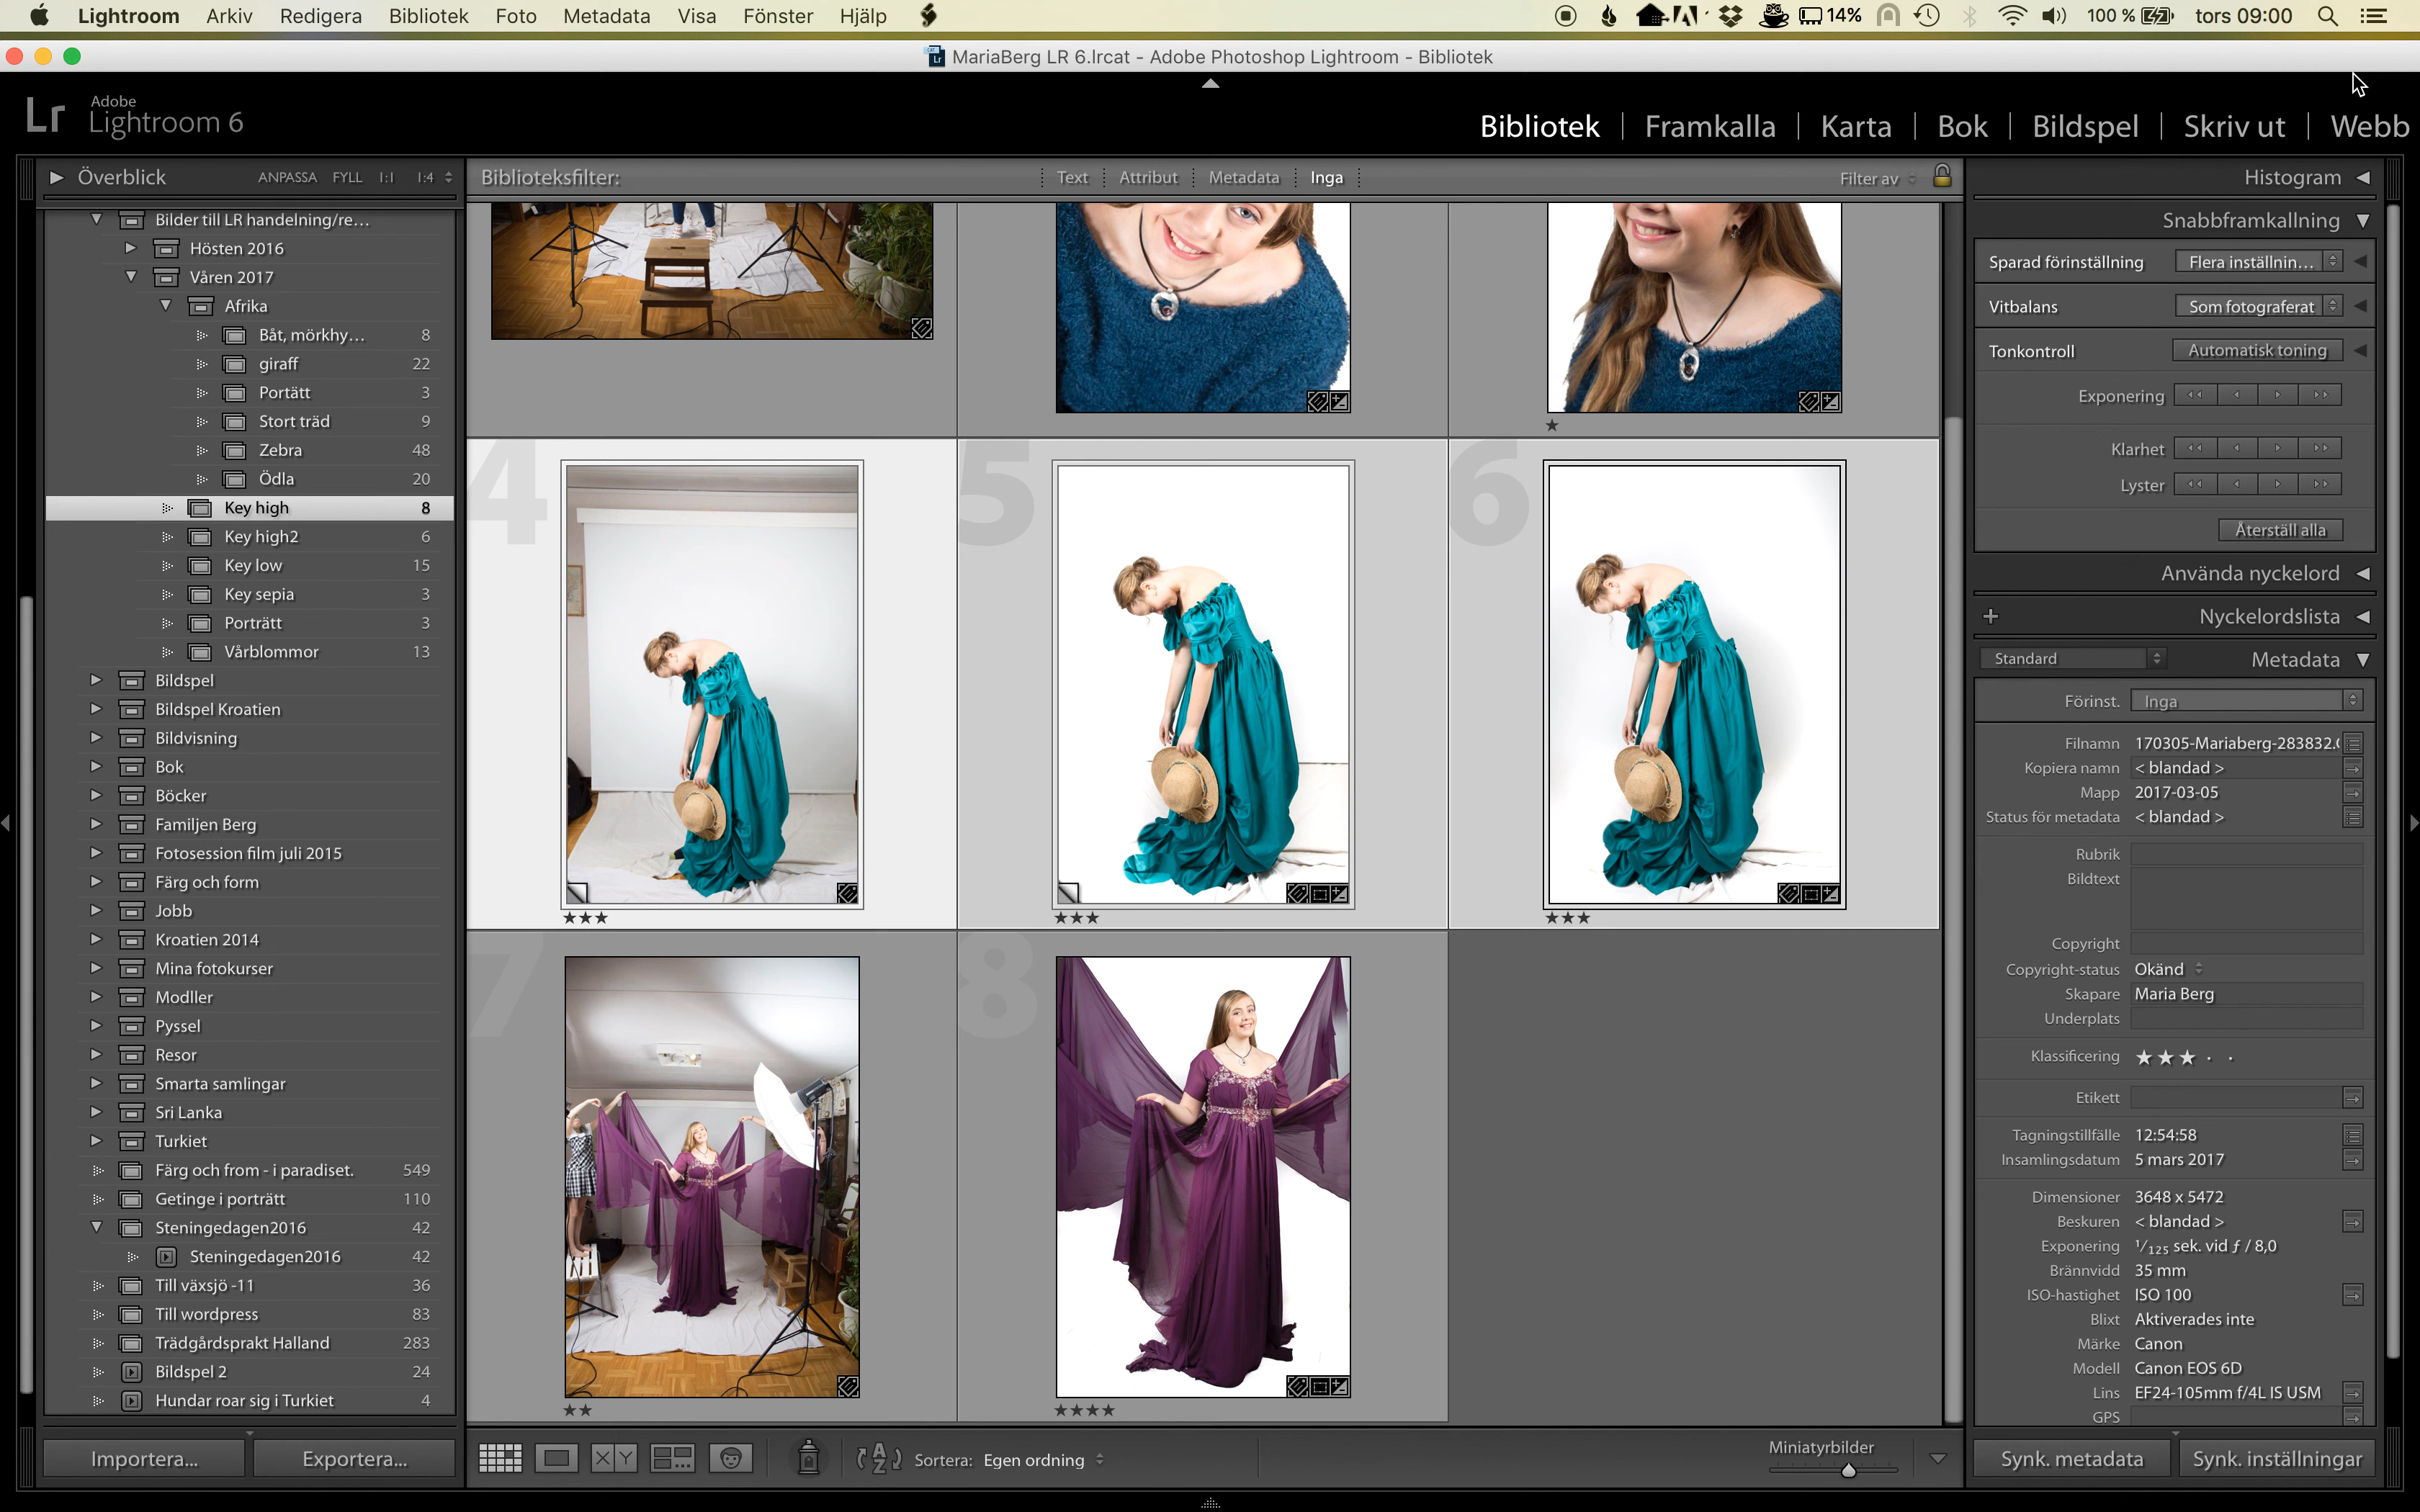 Lightroom Arkiv Redigera Bibliotek Foto Metadata Visa Fönster Hjälp 14% 100 % tors 09:00
MariaBerg LR 6.lrcat - Adobe Photoshop Lightroom - Bibliotek
Lr Adobe
Lightroom 6
Bibliotek | Framkalla | Karta | Bok | Bildspel | Skriv ut | Webb
Överblick ANPASSA FYLL 1:1 1:4
Bilder till LR handelning/re...
Hösten 2016
Våren 2017
Afrika
Båt, mörkhy... 8
giraff 22
Portätt 3
Stort träd 9
Zebra 48
Ödla 20
Key high 8
Key high2 6
Key low 15
Key sepia 3
Porträtt 3
Vårblommor 13
Bildspel
Bildspel Kroatien
Bildvisning
Bok
Böcker
Familjen Berg
Fotosession film juli 2015
Färg och form
Jobb
Kroatien 2014
Mina fotokurser
Modller
Pyssel
Resor
Smarta samlingar
Sri Lanka
Turkiet
Färg och from - i paradiset. 549
Getinge i porträtt 110
Steningedagen2016 42
Steningedagen2016 42
Till växsjö -11 36
Till wordpress 83
Trädgårdsprakt Halland 283
Bildspel 2 24
Hundar roar sig i Turkiet 4
Importera... Exportera...
Biblioteksfilter: Text Attribut Metadata Inga Filter av
4 5 6
7 8
XY
Sortera: Egen ordning
Miniatyrbilder
Histogram
Snabbframkallning
Sparad förinställning Flera inställnin...
Vitbalans Som fotograferat
Tonkontroll Automatisk toning
Exponering
Klarhet
Lyster
Återställ alla
Använda nyckelord
+ Nyckelordslista
Standard Metadata
Förinst. Inga
Filnamn 170305-Mariaberg-283832.
Kopiera namn < blandad >
Mapp 2017-03-05
Status för metadata < blandad >
Rubrik
Bildtext
Copyright
Copyright-status Okänd
Skapare Maria Berg
Underplats
Klassificering ★★★ · ·
Etikett
Tagningstillfälle 12:54:58
Insamlingsdatum 5 mars 2017
Dimensioner 3648 x 5472
Beskuren < blandad >
Exponering 1/125 sek. vid ƒ / 8,0
Brännvidd 35 mm
ISO-hastighet ISO 100
Blixt Aktiverades inte
Märke Canon
Modell Canon EOS 6D
Lins EF24-105mm f/4L IS USM
GPS
Synk. metadata Synk. inställningar